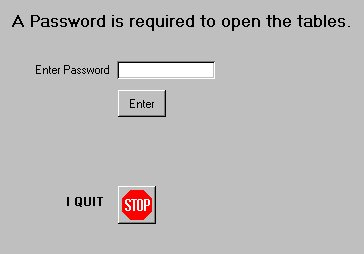 A Password is required to open the tables.
Enter Password
Enter
I QUIT
STOP